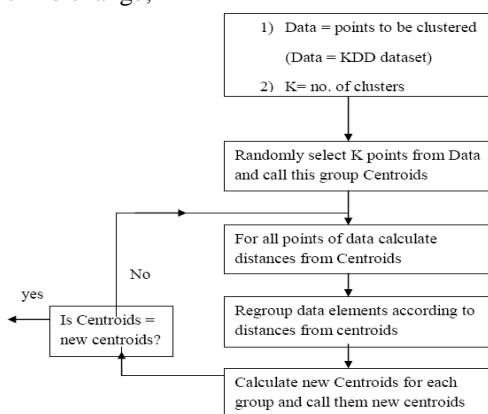 1) Data = points to be clustered
(Data = KDD dataset)
2) K= no. of clusters
Randomly select K points from Data
and call this group Centroids
For all points of data calculate
distances from Centroids
No
yes
Regroup data elements according to
distances from centroids
Is Centroids =
new centroids?
Calculate new Centroids for each
group and call them new centroids